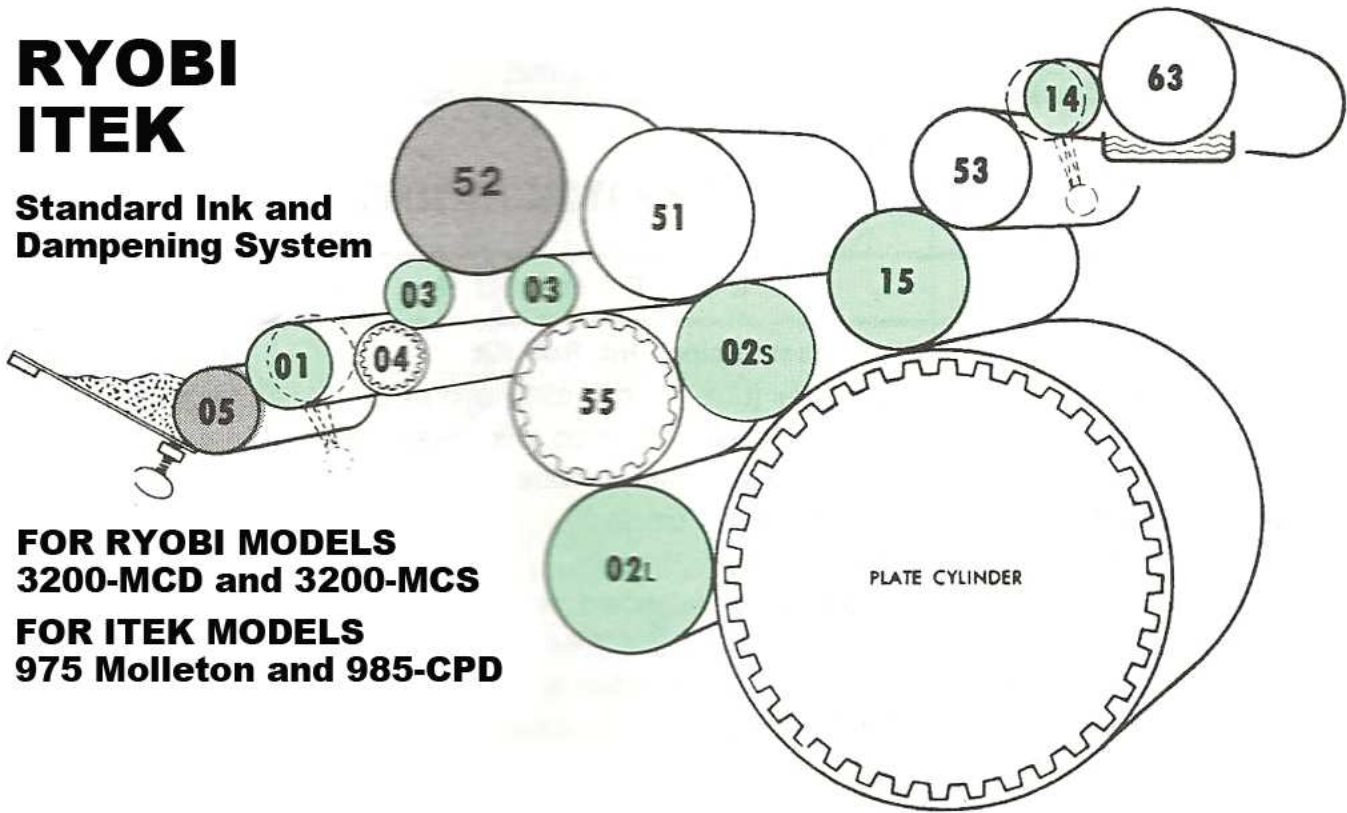 RYOBI
ITEK
Standard Ink and
Dampening System
63
14
53
52
51
15
03
03
01
04
02S
05
55
02L
PLATE CYLINDER
FOR RYOBI MODELS
3200-MCD and 3200-MCS
FOR ITEK MODELS
975 Molleton and 985-CPD